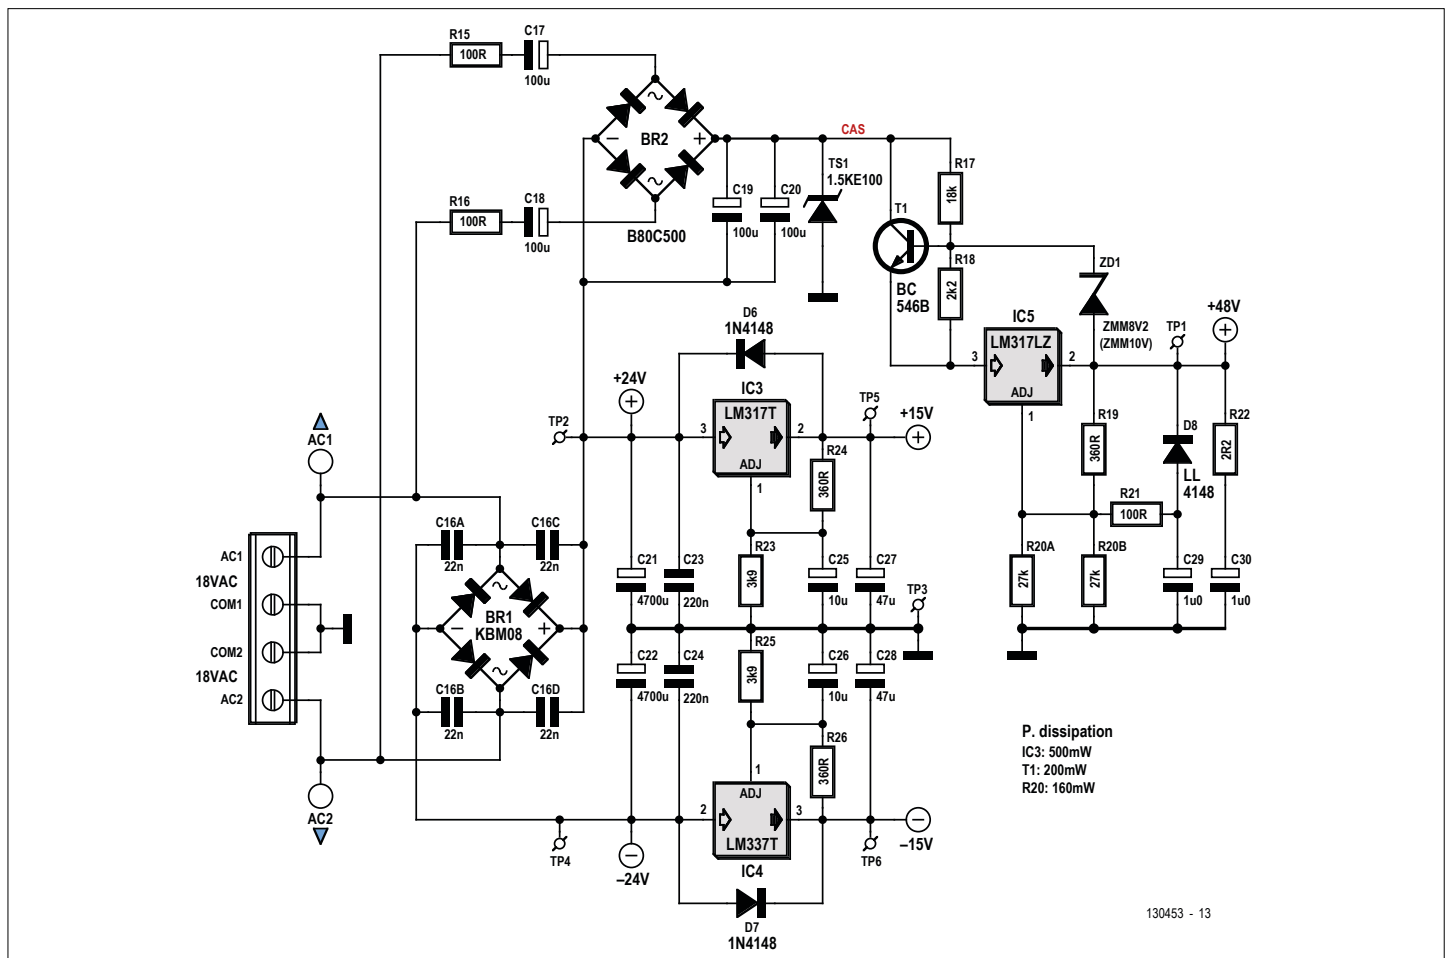 R15
100R
C17
100u
BR2
B80C500
R16
100R
C18
100u
C19
100u
C20
100u
CAS
TS1
1.5KE100
T1
BC
546B
R17
18k
R18
2k2
ZD1
ZMM8V2
(ZMM10V)
TP1
+48V
IC5
LM317LZ
3
2
ADJ
1
D6
1N4148
IC3
LM317T
3
2
ADJ
1
+24V
TP2
TP5
+15V
R24
360R
R19
360R
D8
LL
4148
R22
2R2
R21
100R
AC1
AC1
18VAC
COM1
COM2
18VAC
AC2
AC2
C16A
22n
C16C
22n
BR1
KBM08
C16B
22n
C16D
22n
C21
4700u
C23
220n
R23
3k9
C25
10u
C27
47u
TP3
R20A
27k
R20B
27k
C29
1u0
C30
1u0
C22
4700u
C24
220n
R25
3k9
C26
10u
C28
47u
R26
360R
1
ADJ
2
3
LM337T
IC4
TP4
–24V
TP6
–15V
D7
1N4148
P. dissipation
IC3: 500mW
T1: 200mW
R20: 160mW
130453 - 13